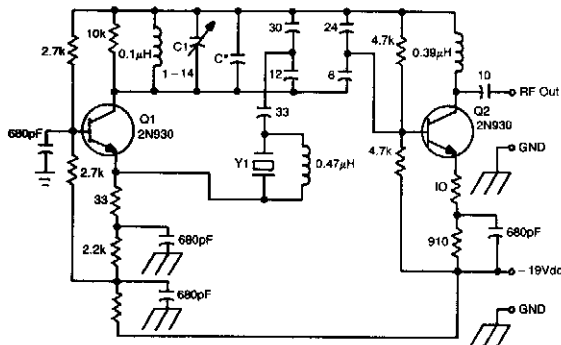 2.7k
10k
0.1µH
C1
1–14
C*
30
12
24
6
4.7k
0.39µH
10
RF Out
Q1
2N930
680pF
33
Y1
0.47µH
4.7k
Q2
2N930
GND
2.7k
33
680pF
2.2k
680pF
IO
910
680pF
–19Vdc
GND